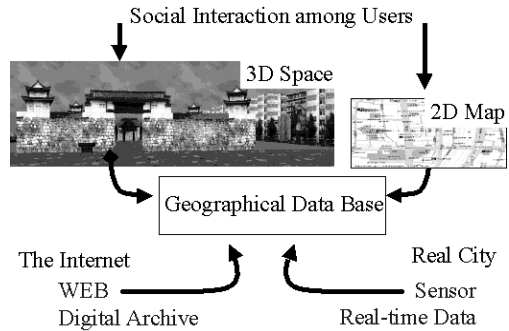 Social Interaction among Users
3D Space
2D Map
Geographical Data Base
The Internet
WEB
Digital Archive
Real City
Sensor
Real-time Data